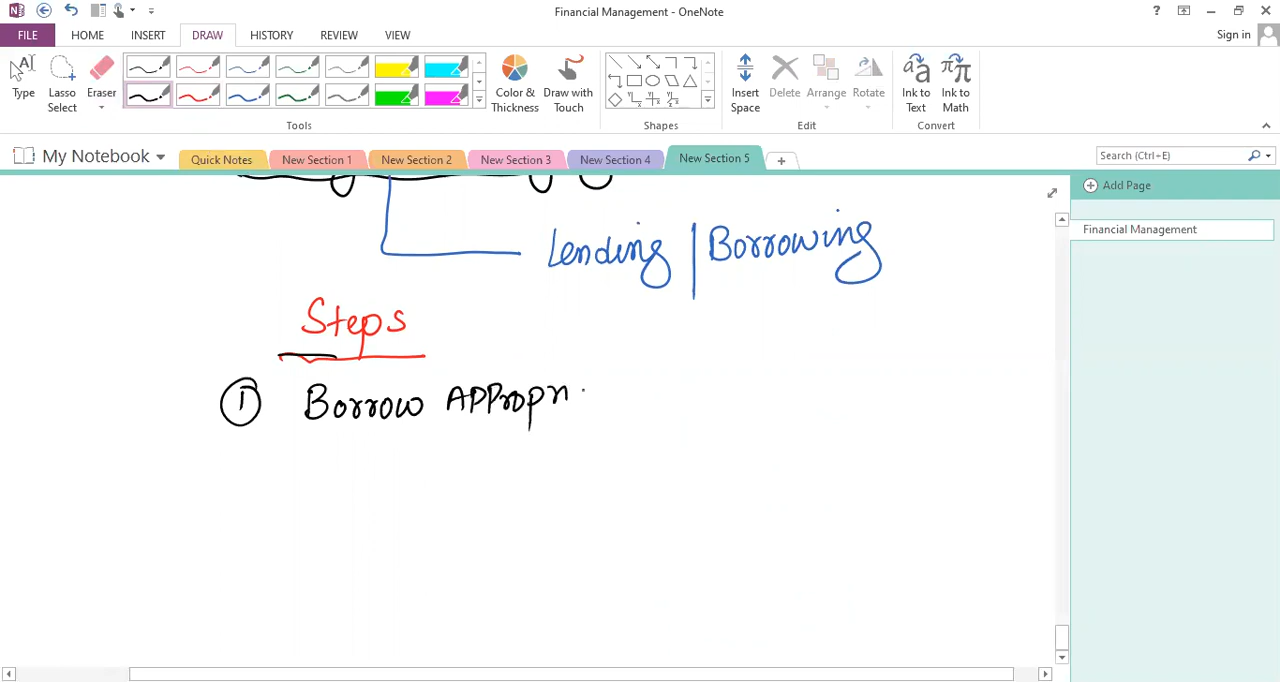 Financial Management - OneNote
?
Sign in
FILE HOME INSERT DRAW HISTORY REVIEW VIEW
Type
Lasso Select
Eraser
Color & Thickness
Draw with Touch
Insert Space
Delete
Arrange
Rotate
Ink to Text
Ink to Math
Tools
Shapes
Edit
Convert
My Notebook
Quick Notes
New Section 1
New Section 2
New Section 3
New Section 4
New Section 5
Search (Ctrl+E)
Add Page
Financial Management
Lending | Borrowing
Steps
① Borrow APPropri